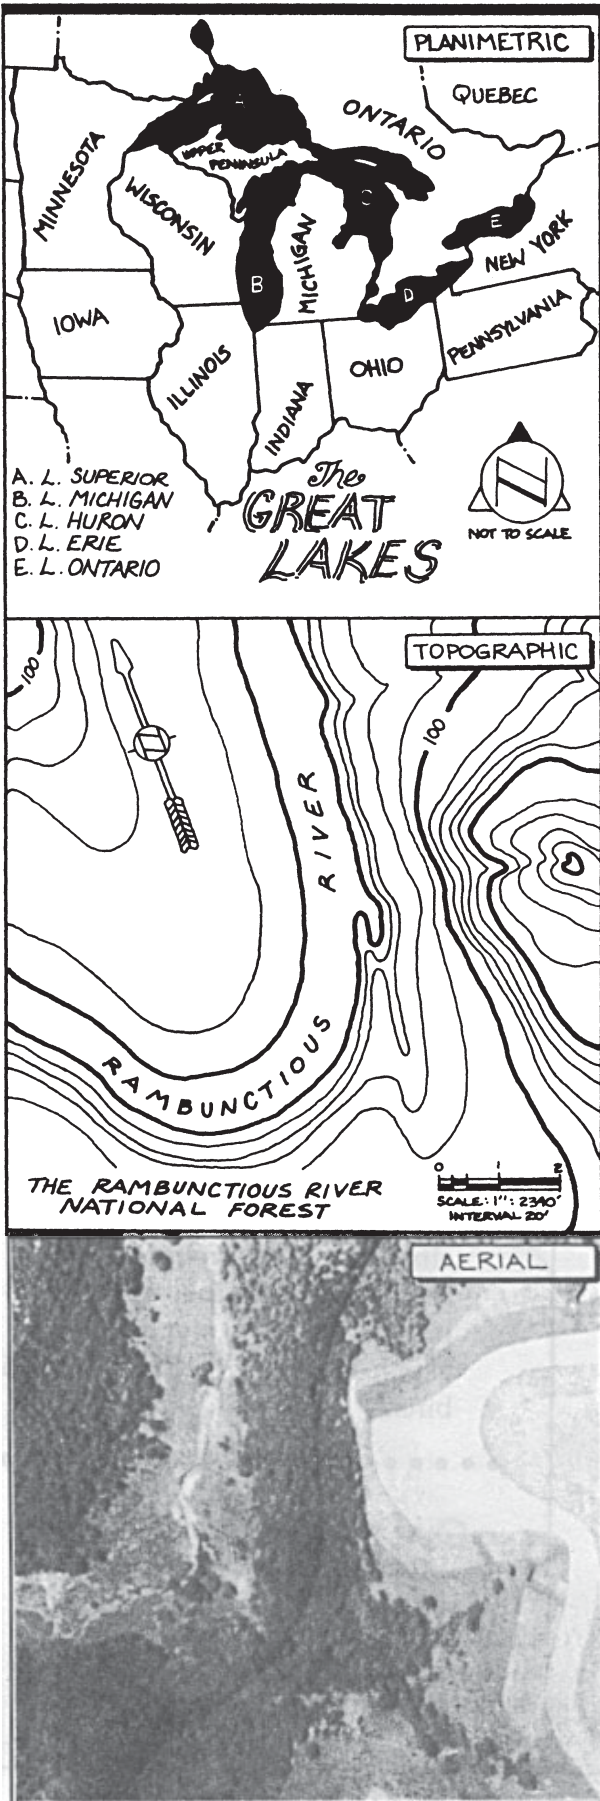 PLANIMETRIC
QUEBEC
ONTARIO
MINNESOTA
UPPER
PENINSULA
WISCONSIN
MICHIGAN
C
E
NEW YORK
B
D
IOWA
ILLINOIS
INDIANA
OHIO
PENNSYLVANIA
A. L. SUPERIOR
B. L. MICHIGAN
C. L. HURON
D. L. ERIE
E. L. ONTARIO
The
GREAT
LAKES
N
NOT TO SCALE
TOPOGRAPHIC
100
100
N
RAMBUNCTIOUS RIVER
THE RAMBUNCTIOUS RIVER
NATIONAL FOREST
0 1 2
SCALE: 1": 2340'
INTERVAL 20'
AERIAL